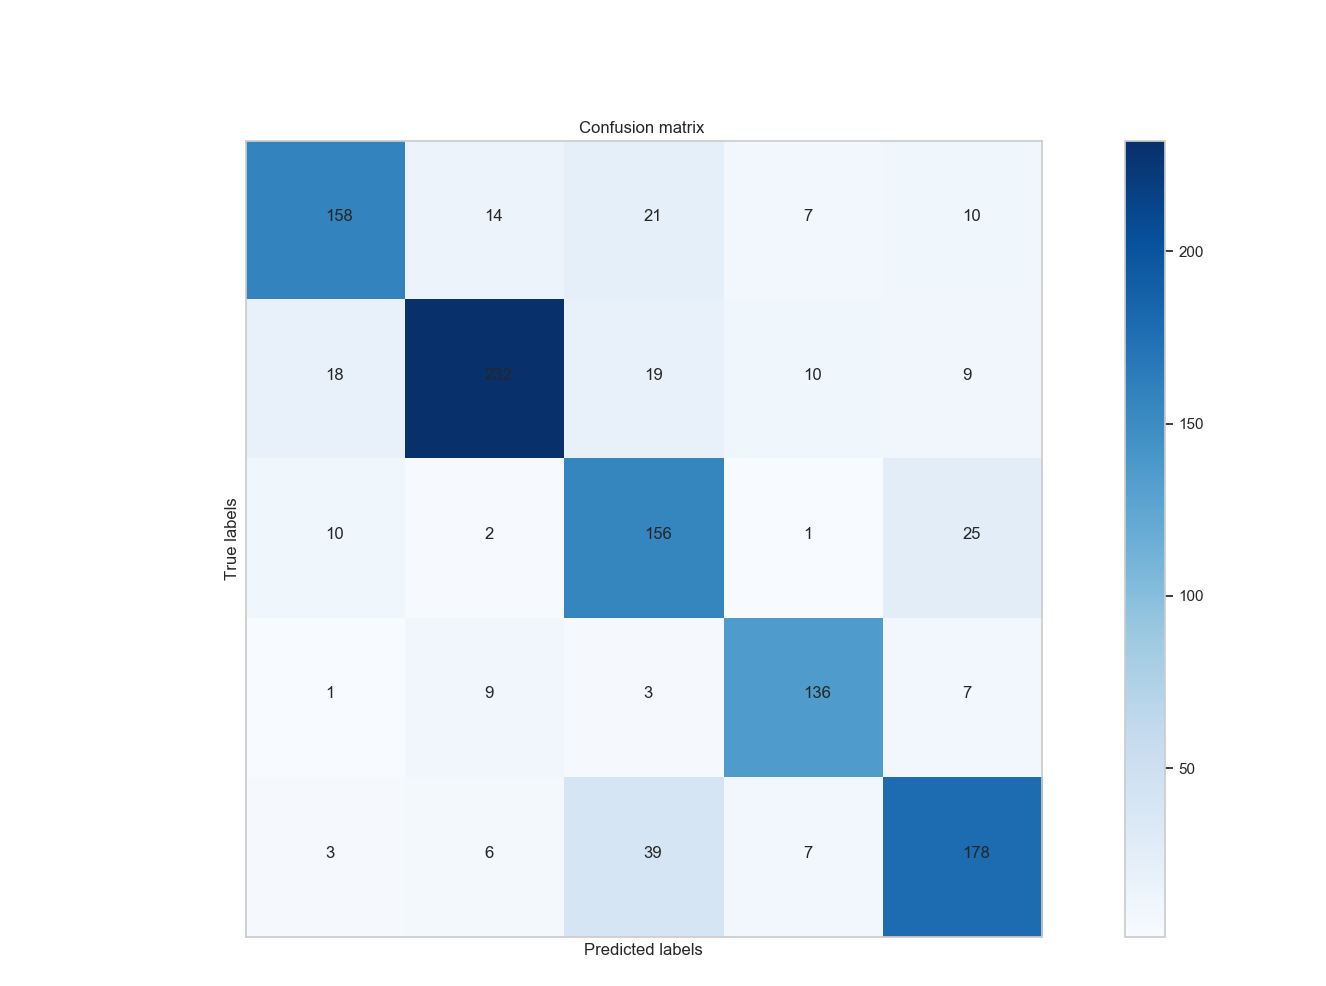 Confusion matrix
158 14 21 7 10
18 232 19 10 9
10 2 156 1 25
1 9 3 136 7
3 6 39 7 178
True labels
Predicted labels
200
150
100
50